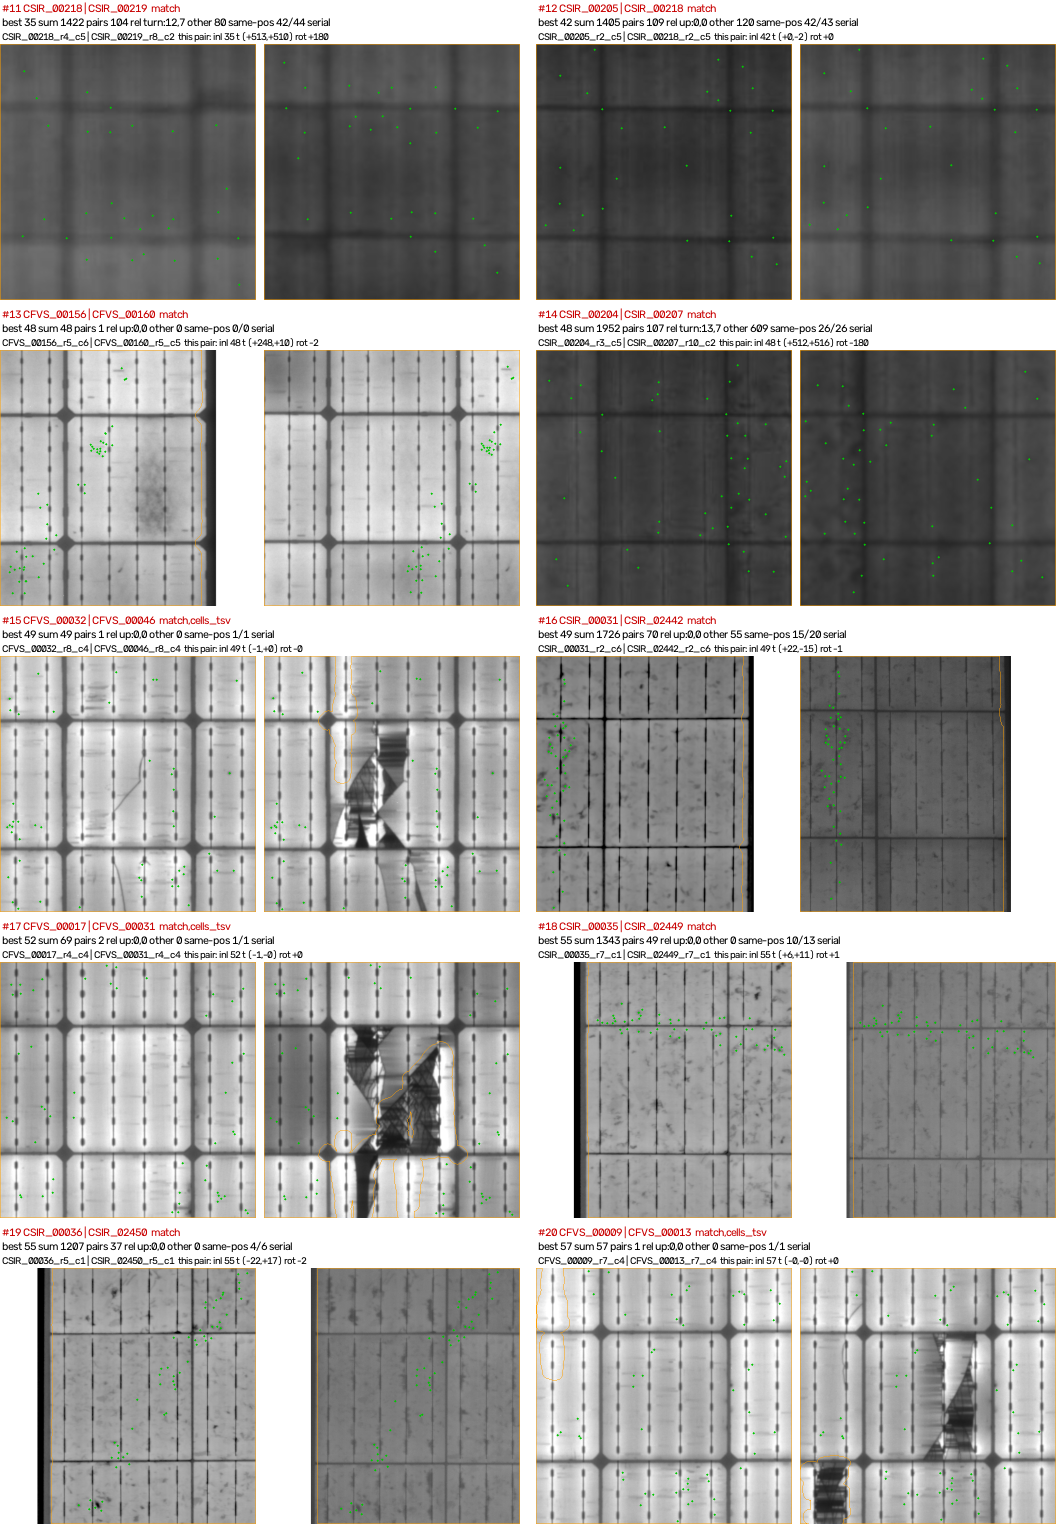 #11 CSIR_00218 | CSIR_00219 match
best 35 sum 1422 pairs 104 rel turn:12,7 other 80 same-pos 42/44 serial
CSIR_00218_r4_c5 | CSIR_00219_r8_c2 this pair: inl 35 t (+513,+510) rot +180
#12 CSIR_00205 | CSIR_00218 match
best 42 sum 1405 pairs 109 rel up:0,0 other 120 same-pos 42/43 serial
CSIR_00205_r2_c5 | CSIR_00218_r2_c5 this pair: inl 42 t (+0,-2) rot +0
#13 CFVS_00156 | CFVS_00160 match
best 48 sum 48 pairs 1 rel up:0,0 other 0 same-pos 0/0 serial
CFVS_00156_r5_c6 | CFVS_00160_r5_c5 this pair: inl 48 t (+248,+10) rot -2
#14 CSIR_00204 | CSIR_00207 match
best 48 sum 1952 pairs 107 rel turn:13,7 other 609 same-pos 26/26 serial
CSIR_00204_r3_c5 | CSIR_00207_r10_c2 this pair: inl 48 t (+512,+516) rot -180
#15 CFVS_00032 | CFVS_00046 match,cells_tsv
best 49 sum 49 pairs 1 rel up:0,0 other 0 same-pos 1/1 serial
CFVS_00032_r8_c4 | CFVS_00046_r8_c4 this pair: inl 49 t (-1,+0) rot -0
#16 CSIR_00031 | CSIR_02442 match
best 49 sum 1726 pairs 70 rel up:0,0 other 55 same-pos 15/20 serial
CSIR_00031_r2_c6 | CSIR_02442_r2_c6 this pair: inl 49 t (+22,-15) rot -1
#17 CFVS_00017 | CFVS_00031 match,cells_tsv
best 52 sum 69 pairs 2 rel up:0,0 other 0 same-pos 1/1 serial
CFVS_00017_r4_c4 | CFVS_00031_r4_c4 this pair: inl 52 t (-1,-0) rot +0
#18 CSIR_00035 | CSIR_02449 match
best 55 sum 1343 pairs 49 rel up:0,0 other 0 same-pos 10/13 serial
CSIR_00035_r7_c1 | CSIR_02449_r7_c1 this pair: inl 55 t (+6,+11) rot +1
#19 CSIR_00036 | CSIR_02450 match
best 55 sum 1207 pairs 37 rel up:0,0 other 0 same-pos 4/6 serial
CSIR_00036_r5_c1 | CSIR_02450_r5_c1 this pair: inl 55 t (-22,+17) rot -2
#20 CFVS_00009 | CFVS_00013 match,cells_tsv
best 57 sum 57 pairs 1 rel up:0,0 other 0 same-pos 1/1 serial
CFVS_00009_r7_c4 | CFVS_00013_r7_c4 this pair: inl 57 t (-0,-0) rot +0